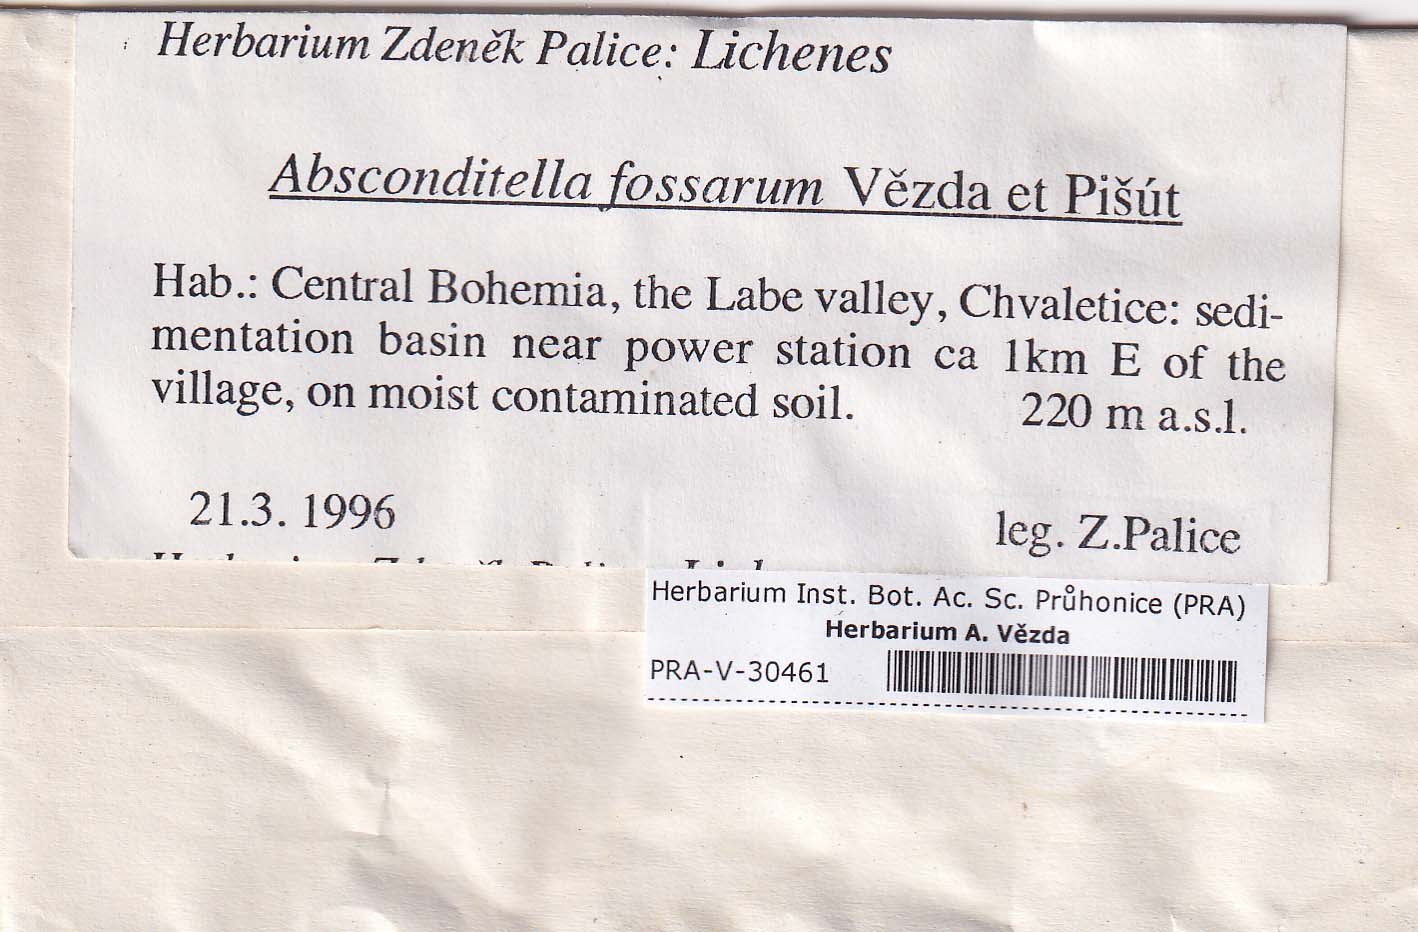 Herbarium Zdeněk Palice: Lichenes
Absconditella fossarum Vězda et Pišút
Hab.: Central Bohemia, the Labe valley, Chvaletice: sedi-
mentation basin near power station ca 1km E of the
village, on moist contaminated soil. 220 m a.s.l.
21.3. 1996 leg. Z.Palice
Herbarium Inst. Bot. Ac. Sc. Průhonice (PRA)
Herbarium A. Vězda
PRA-V-30461